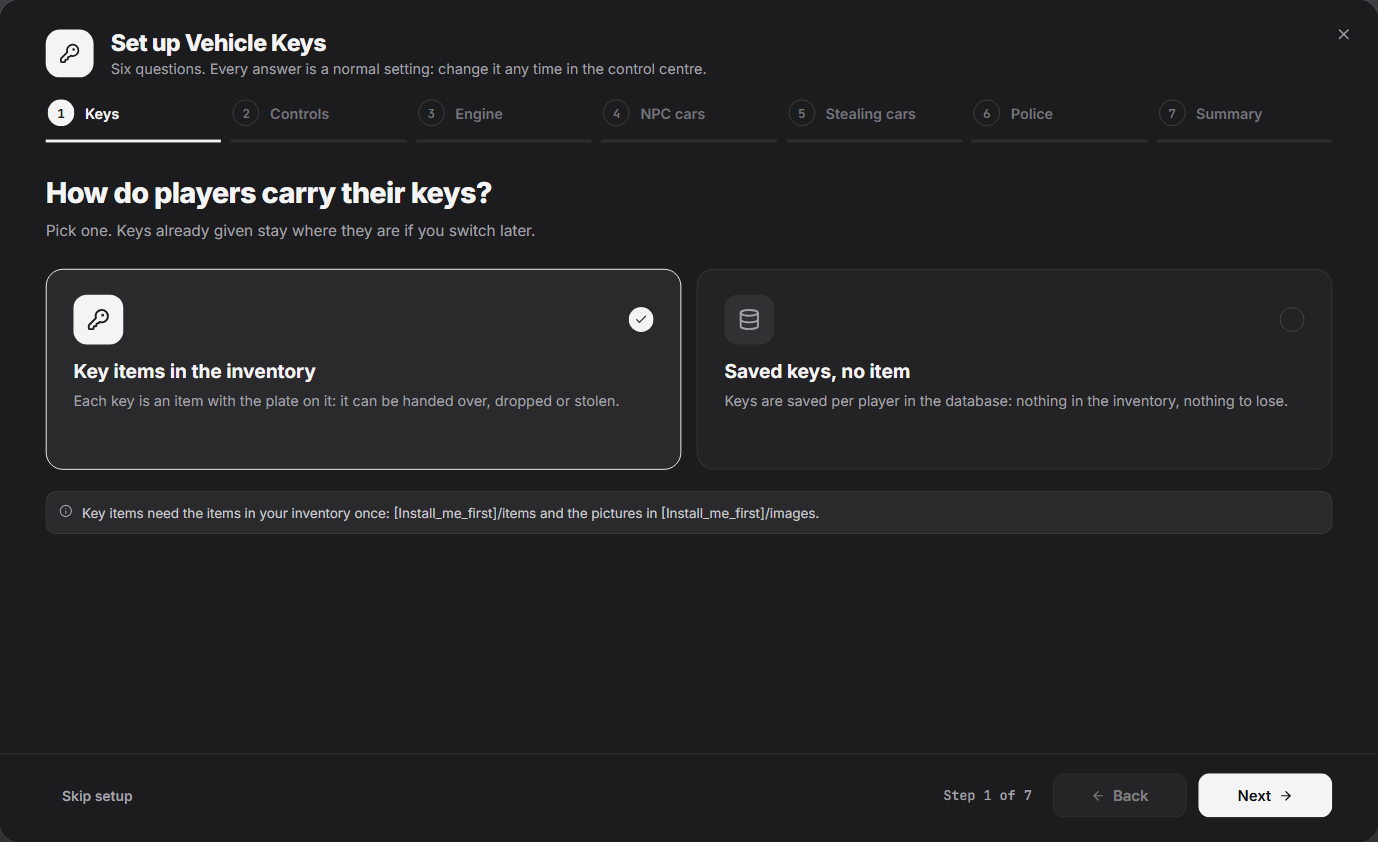 Set up Vehicle Keys
Six questions. Every answer is a normal setting: change it any time in the control centre.
1 Keys
2 Controls
3 Engine
4 NPC cars
5 Stealing cars
6 Police
7 Summary
How do players carry their keys?
Pick one. Keys already given stay where they are if you switch later.
Key items in the inventory
Each key is an item with the plate on it: it can be handed over, dropped or stolen.
Saved keys, no item
Keys are saved per player in the database: nothing in the inventory, nothing to lose.
Key items need the items in your inventory once: [Install_me_first]/items and the pictures in [Install_me_first]/images.
Skip setup
Step 1 of 7
← Back
Next →